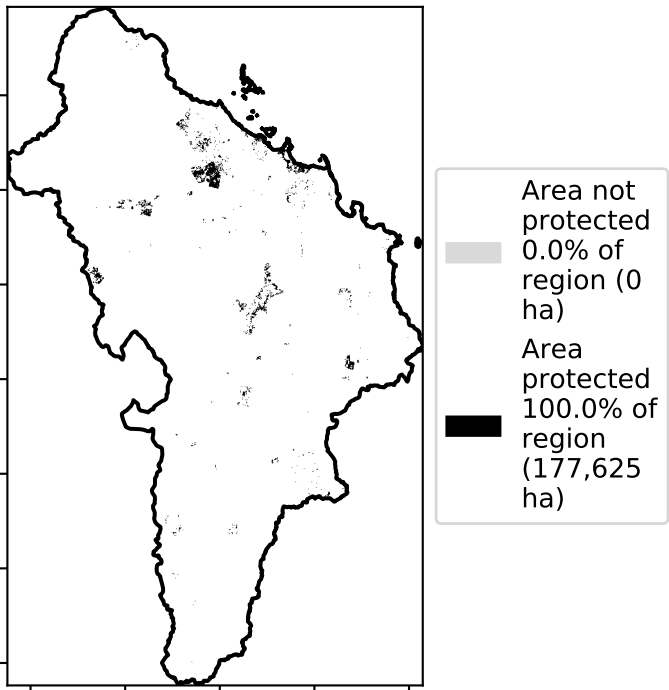 Area not
protected
0.0% of
region (0
ha)
Area
protected
100.0% of
region
(177,625
ha)